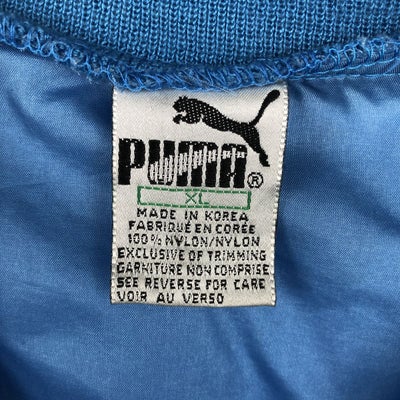 PUMA®
XL
MADE IN KOREA
FABRIQUÉ EN CORÉE
100% NYLON/NYLON
EXCLUSIVE OF TRIMMING
GARNITURE NON COMPRISE
SEE REVERSE FOR CARE
VOIR AU VERSO